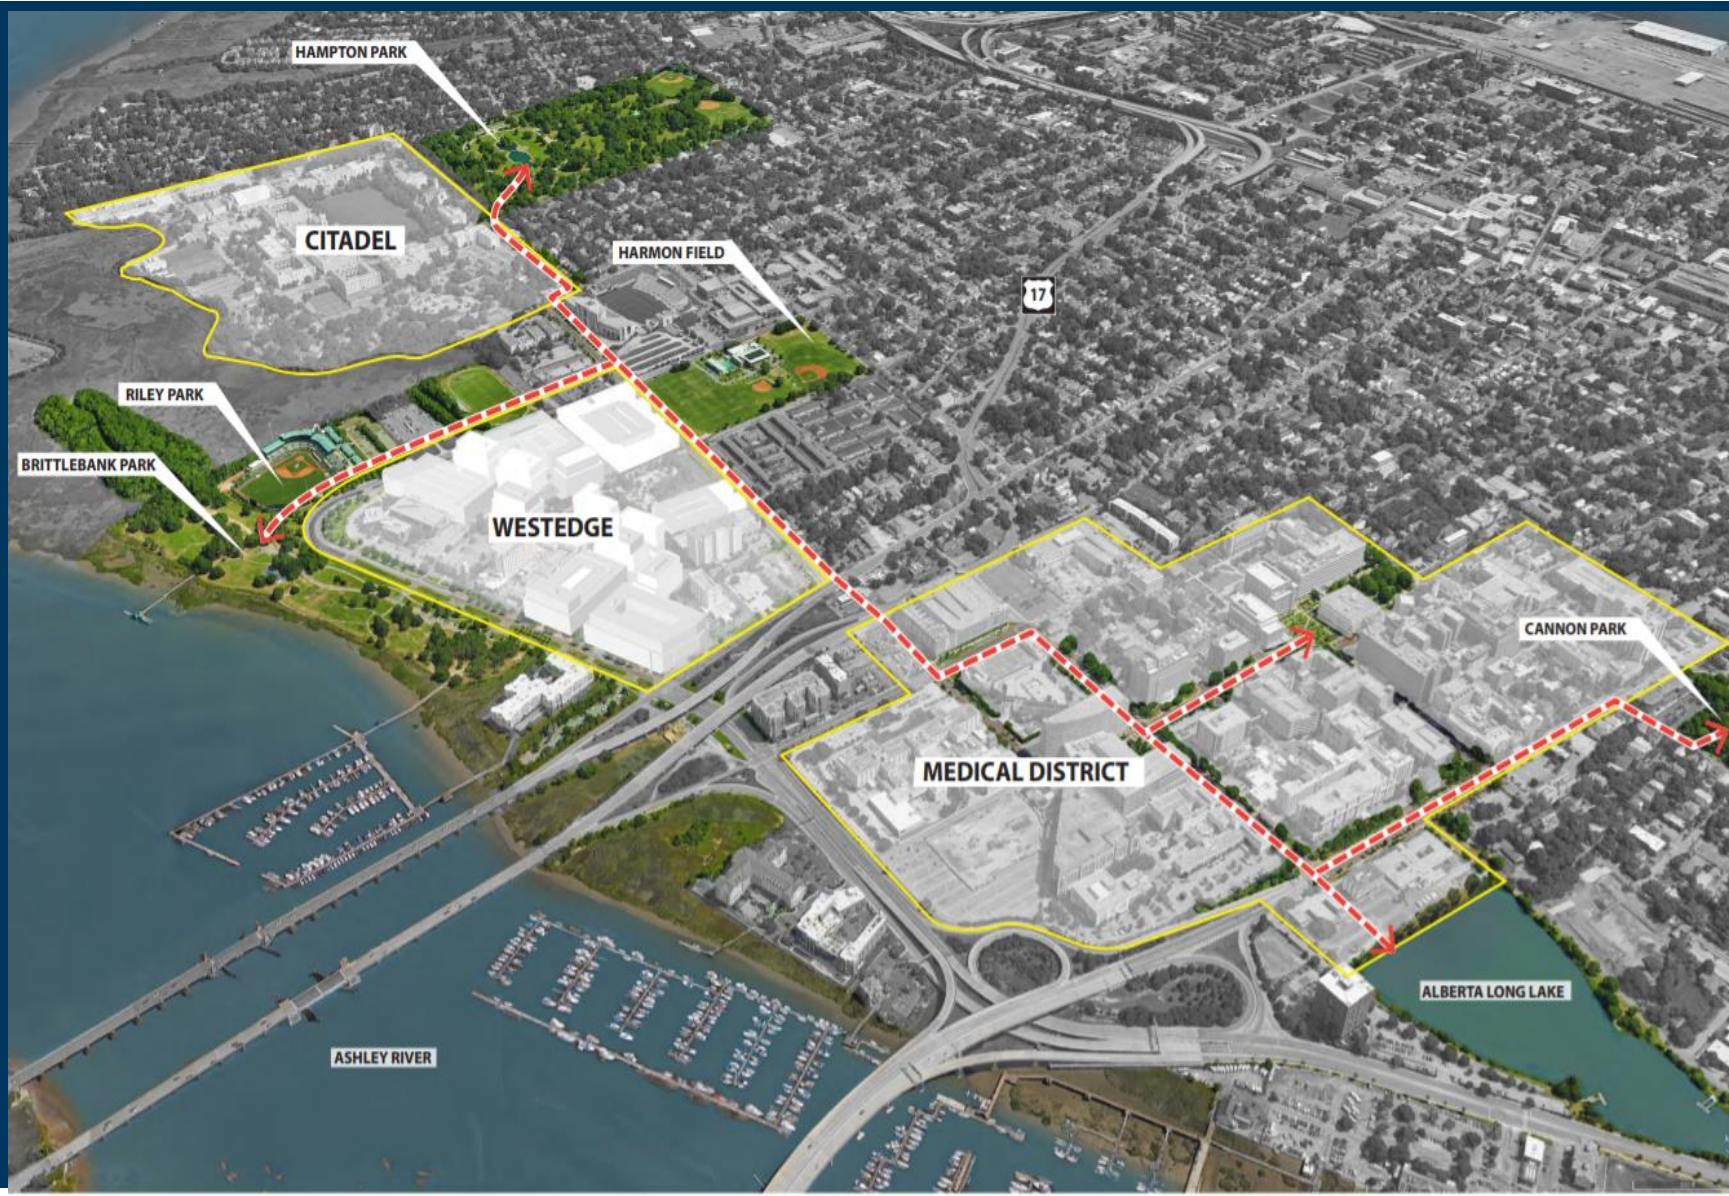 HAMPTON PARK
CITADEL
HARMON FIELD
17
RILEY PARK
BRITTLEBANK PARK
WESTEDGE
CANNON PARK
MEDICAL DISTRICT
ALBERTA LONG LAKE
ASHLEY RIVER